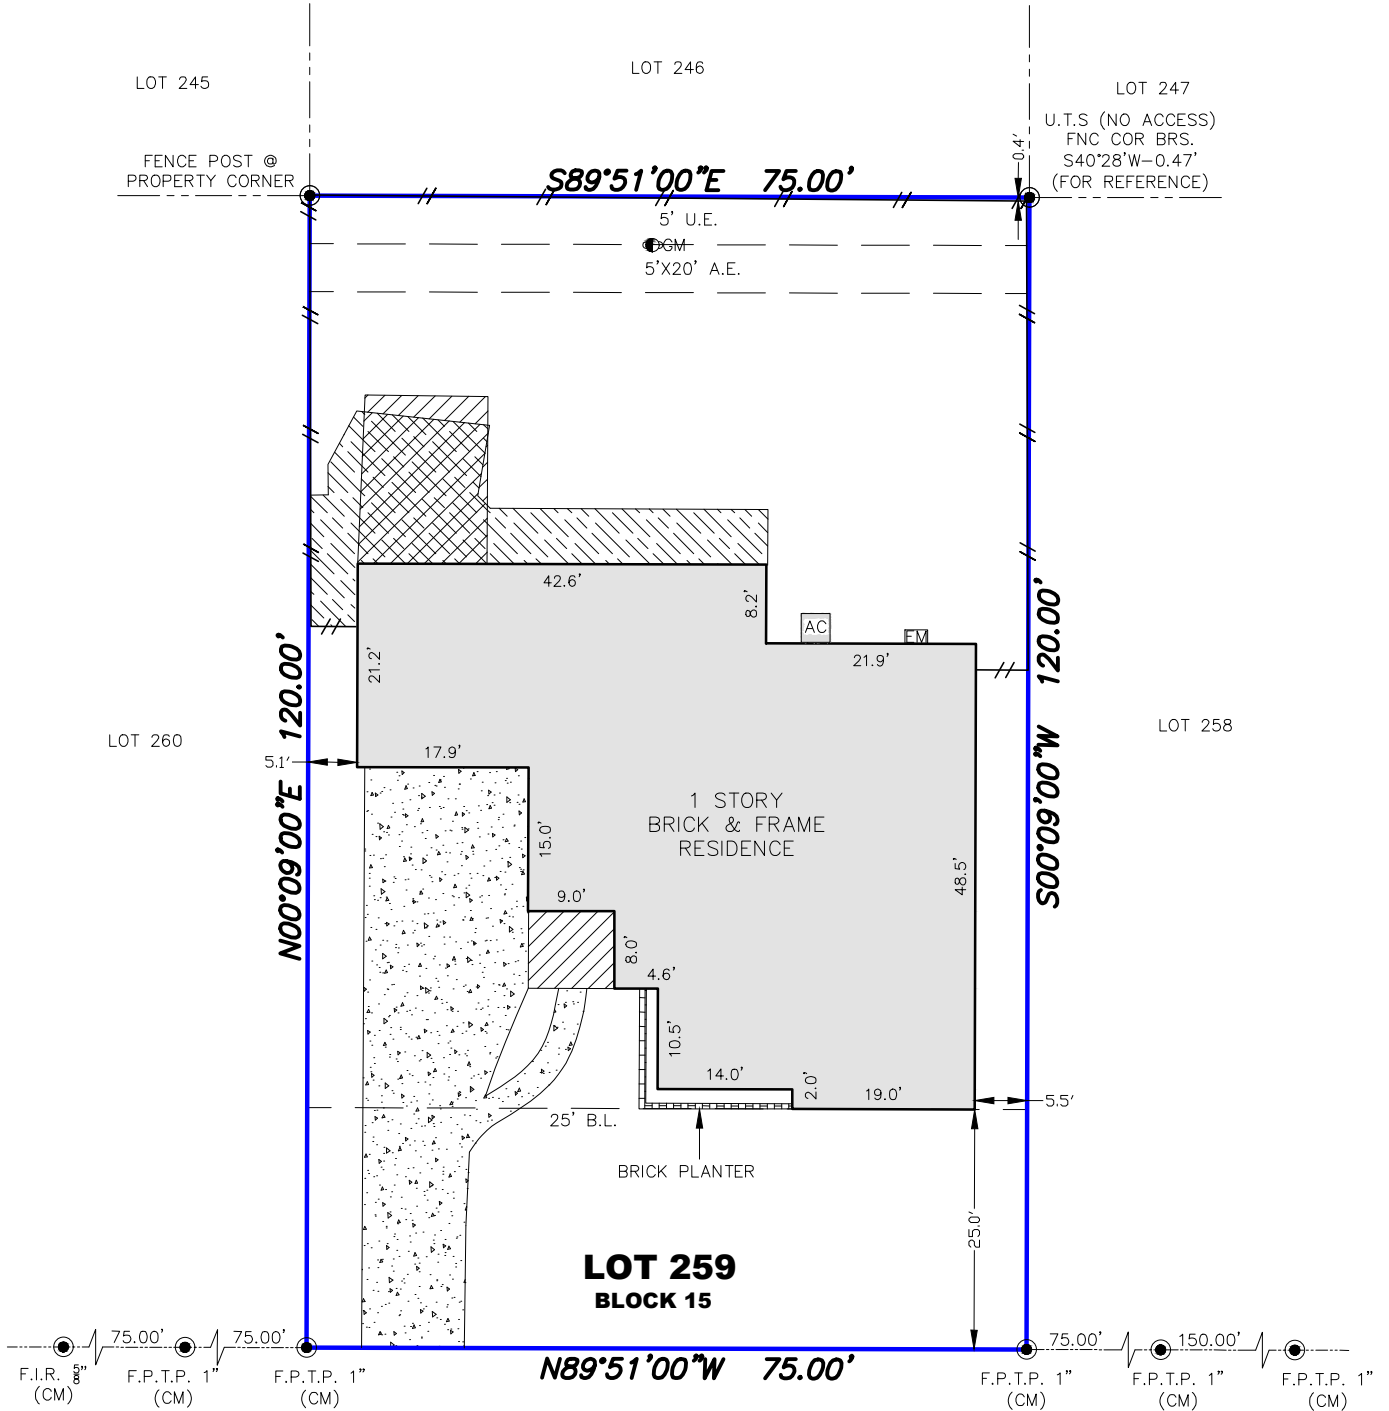 LOT 245
LOT 246
LOT 247
U.T.S (NO ACCESS)
FNC COR BRS.
S40°28'W-0.47'
(FOR REFERENCE)
0.4'
FENCE POST @
PROPERTY CORNER
S89°51'00"E 75.00'
5' U.E.
GM
5'X20' A.E.
42.6'
8.2'
AC
EM
21.9'
21.2'
N00°09'00"E 120.00'
S00°09'00"W 120.00'
LOT 260
LOT 258
5.1'
17.9'
1 STORY
BRICK & FRAME
RESIDENCE
15.0'
48.5'
9.0'
8.0'
4.6'
10.5'
14.0'
2.0'
19.0'
5.5'
25' B.L.
BRICK PLANTER
25.0'
LOT 259
BLOCK 15
75.00'
75.00'
75.00'
150.00'
N89°51'00"W 75.00'
F.I.R. 5/8"
(CM)
F.P.T.P. 1"
(CM)
F.P.T.P. 1"
(CM)
F.P.T.P. 1"
(CM)
F.P.T.P. 1"
(CM)
F.P.T.P. 1"
(CM)